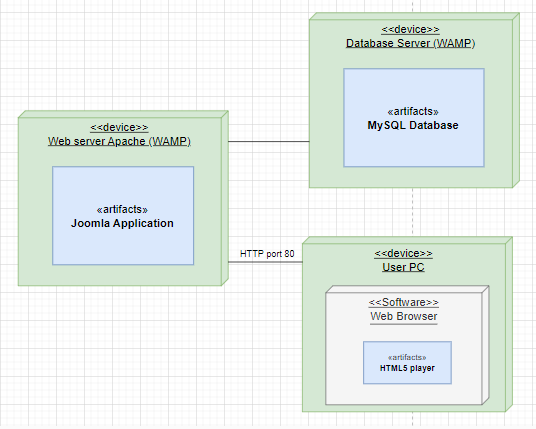 <<device>>
Database Server (WAMP)
«artifacts»
MySQL Database
<<device>>
Web server Apache (WAMP)
«artifacts»
Joomla Application
HTTP port 80
<<device>>
User PC
<<Software>>
Web Browser
«artifacts»
HTML5 player